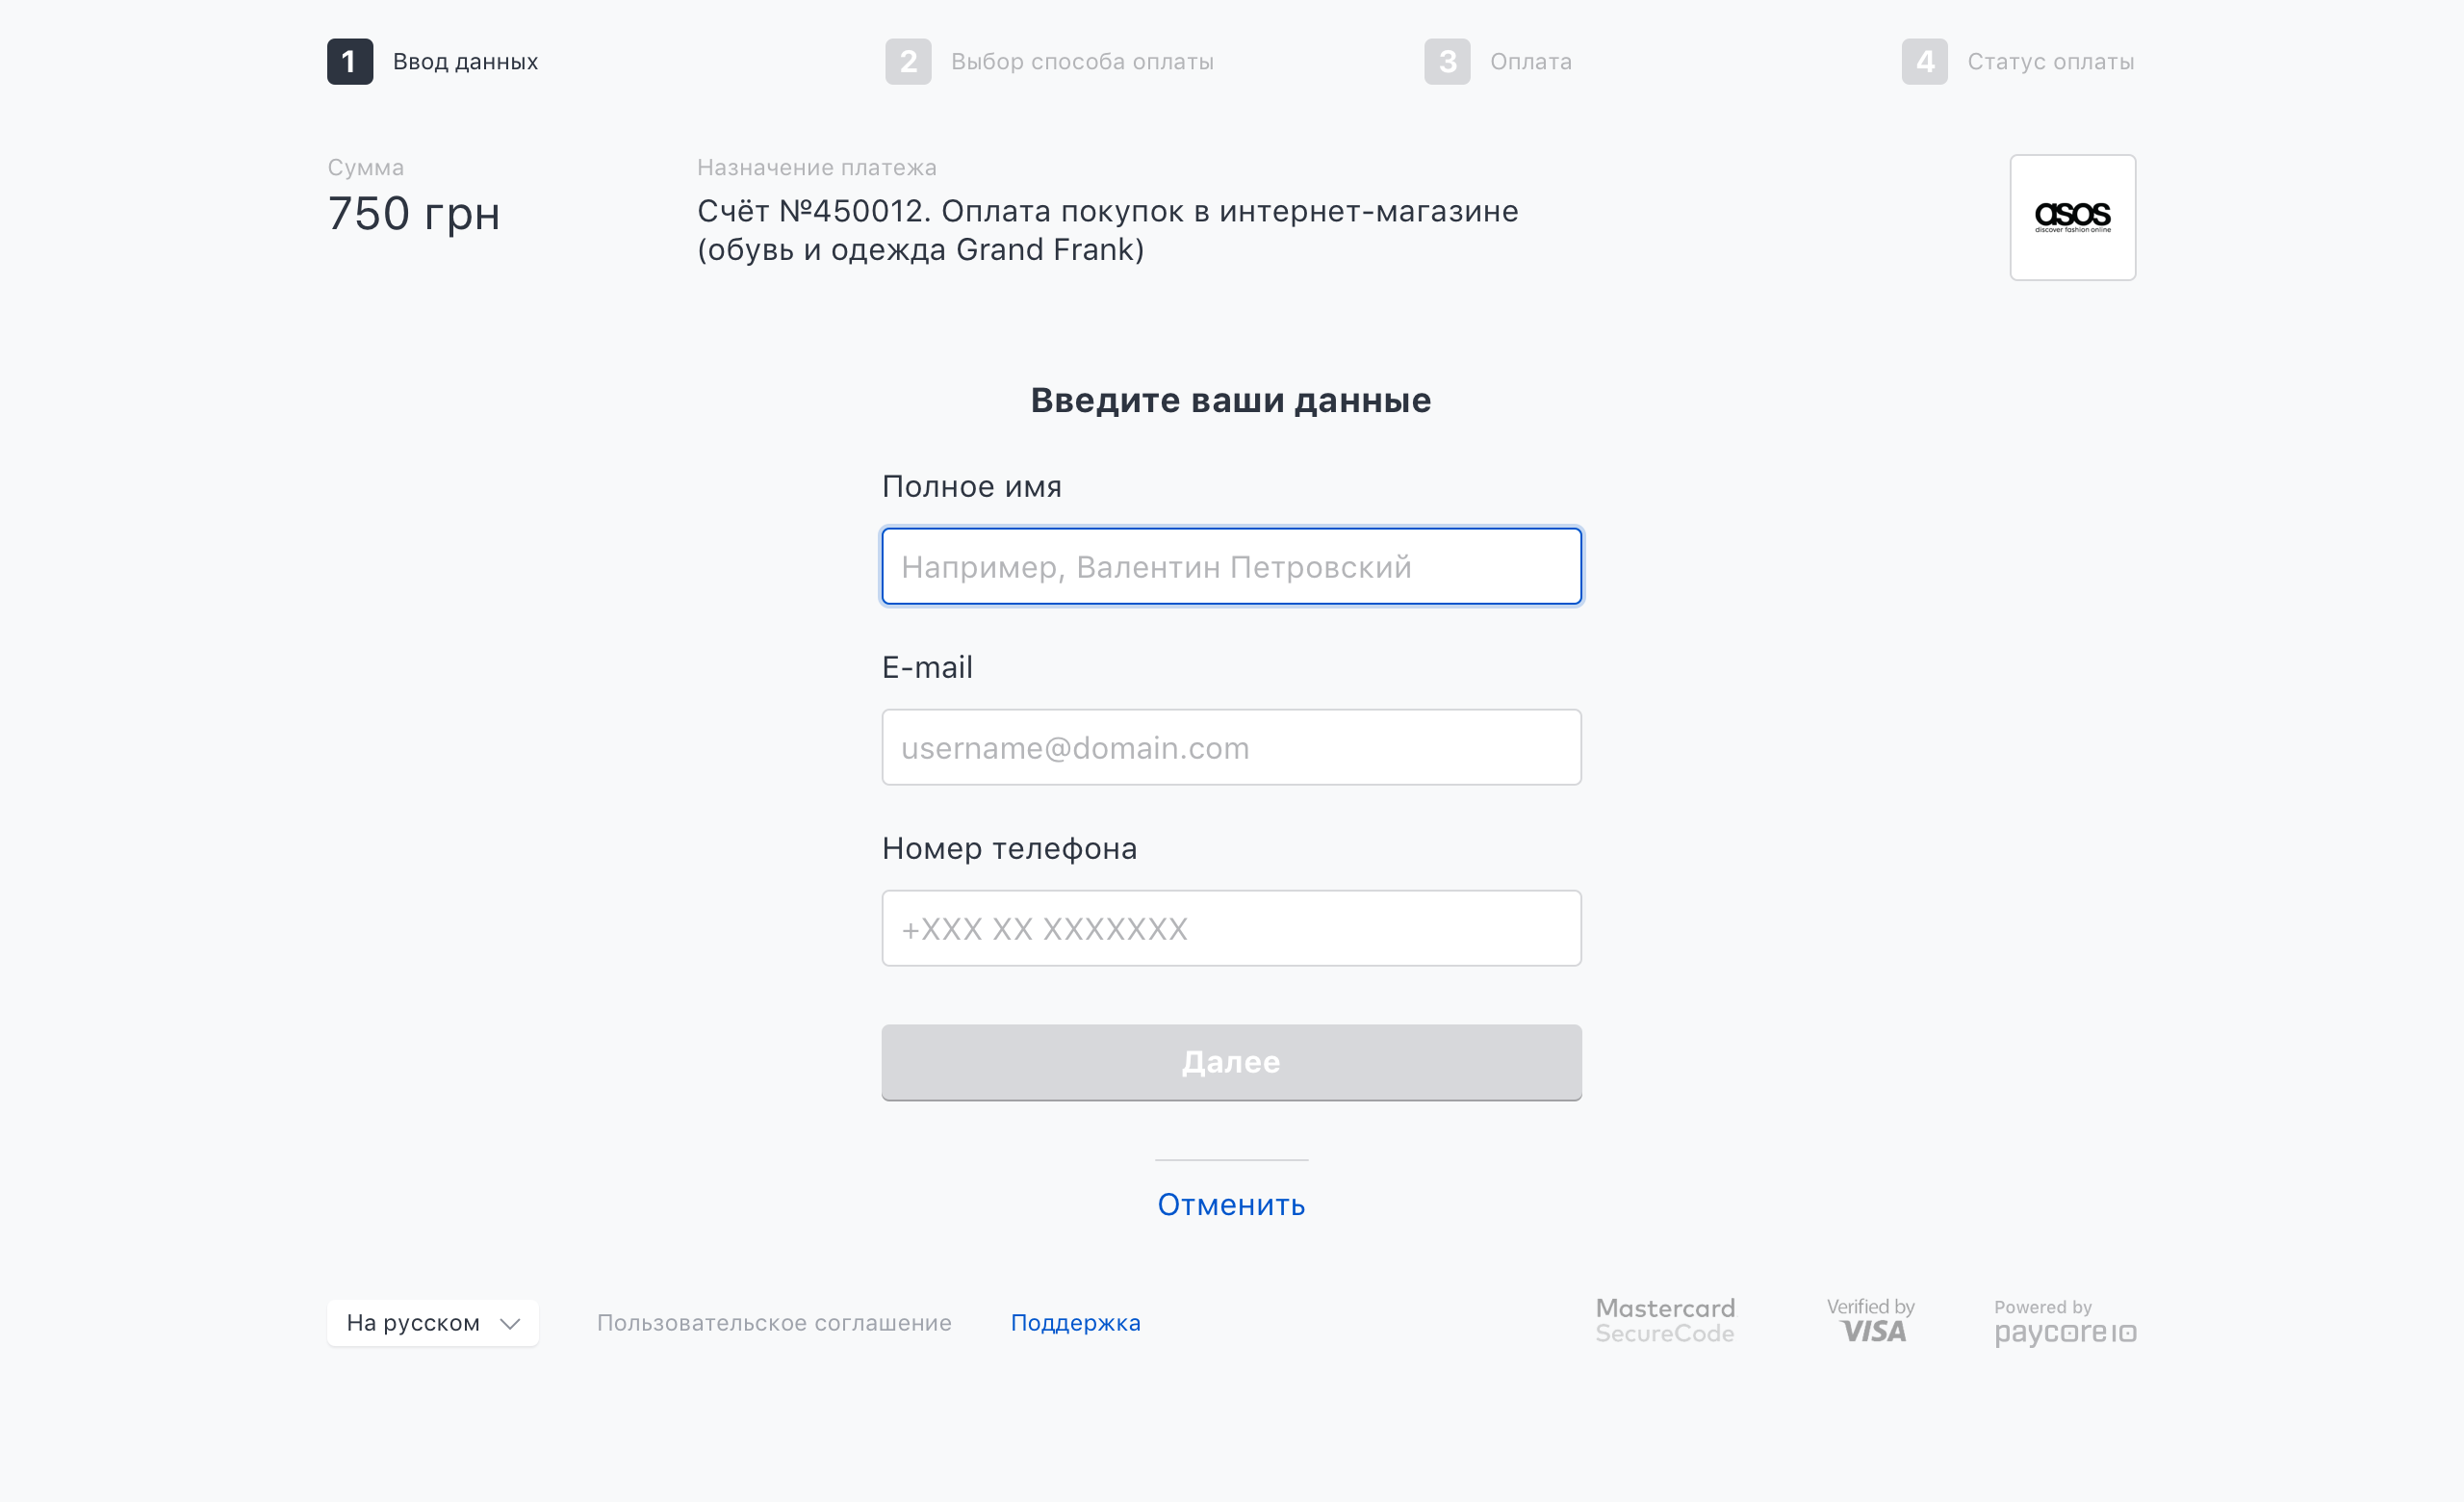 1 Ввод данных
2 Выбор способа оплаты
3 Оплата
4 Статус оплаты
Сумма
750 грн
Назначение платежа
Счёт №450012. Оплата покупок в интернет-магазине
(обувь и одежда Grand Frank)
asos
discover fashion online
Введите ваши данные
Полное имя
Например, Валентин Петровский
E-mail
username@domain.com
Номер телефона
+XXX XX XXXXXXX
Далее
Отменить
На русском
Пользовательское соглашение
Поддержка
Mastercard
SecureCode
Verified by
VISA
Powered by
paycoreio